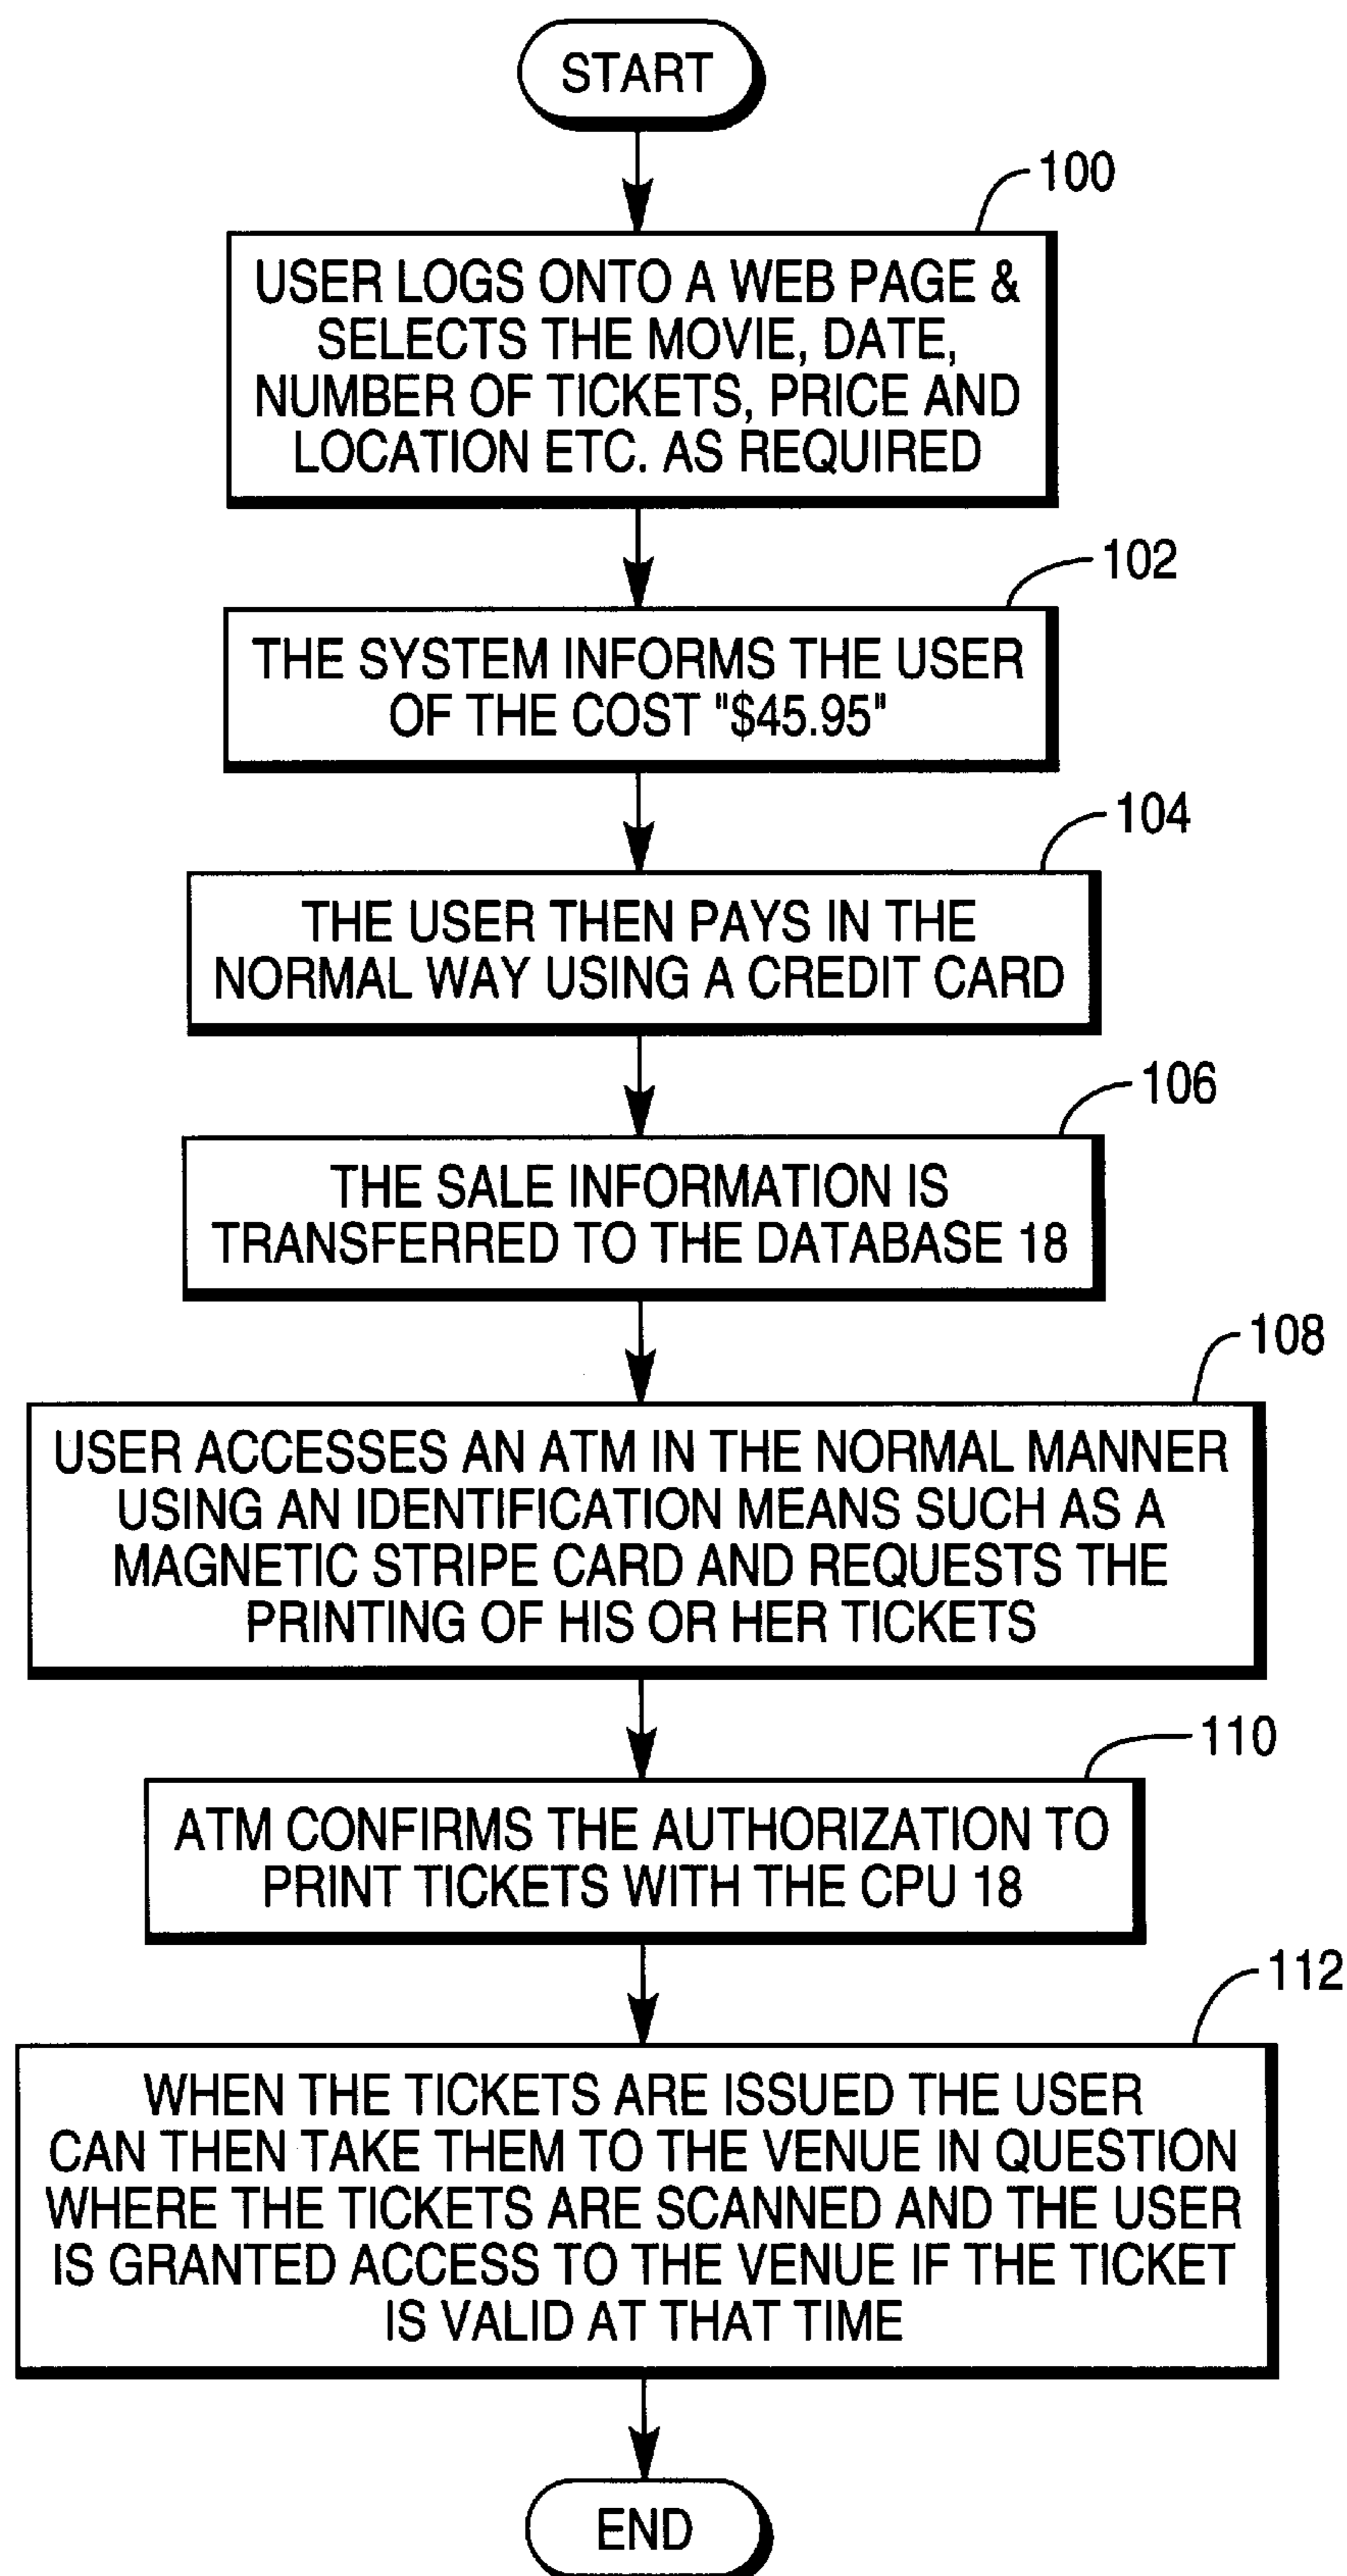 START
100
USER LOGS ONTO A WEB PAGE &
SELECTS THE MOVIE, DATE,
NUMBER OF TICKETS, PRICE AND
LOCATION ETC. AS REQUIRED
102
THE SYSTEM INFORMS THE USER
OF THE COST "$45.95"
104
THE USER THEN PAYS IN THE
NORMAL WAY USING A CREDIT CARD
106
THE SALE INFORMATION IS
TRANSFERRED TO THE DATABASE 18
108
USER ACCESSES AN ATM IN THE NORMAL MANNER
USING AN IDENTIFICATION MEANS SUCH AS A
MAGNETIC STRIPE CARD AND REQUESTS THE
PRINTING OF HIS OR HER TICKETS
110
ATM CONFIRMS THE AUTHORIZATION TO
PRINT TICKETS WITH THE CPU 18
112
WHEN THE TICKETS ARE ISSUED THE USER
CAN THEN TAKE THEM TO THE VENUE IN QUESTION
WHERE THE TICKETS ARE SCANNED AND THE USER
IS GRANTED ACCESS TO THE VENUE IF THE TICKET
IS VALID AT THAT TIME
END